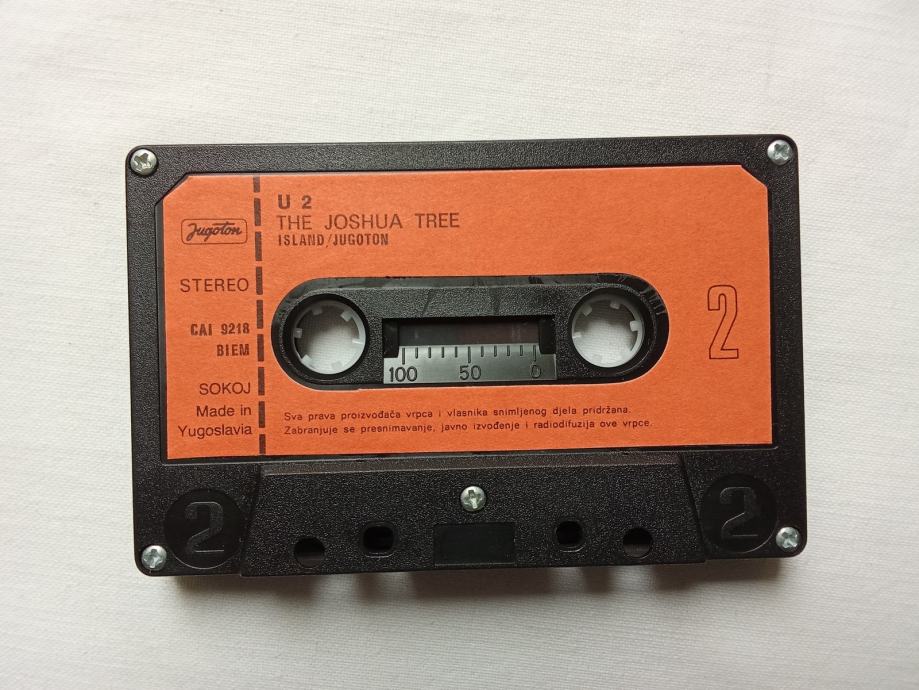 U 2
THE JOSHUA TREE
ISLAND/JUGOTON
Jugoton
STEREO
CAI 9218
BIEM
SOKOJ
Made in
Yugoslavia
2
100 50 0
Sva prava proizvođača vrpca i vlasnika snimljenog djela pridržana.
Zabranjuje se presnimavanje, javno izvođenje i radiodifuzija ove vrpce.
2
2